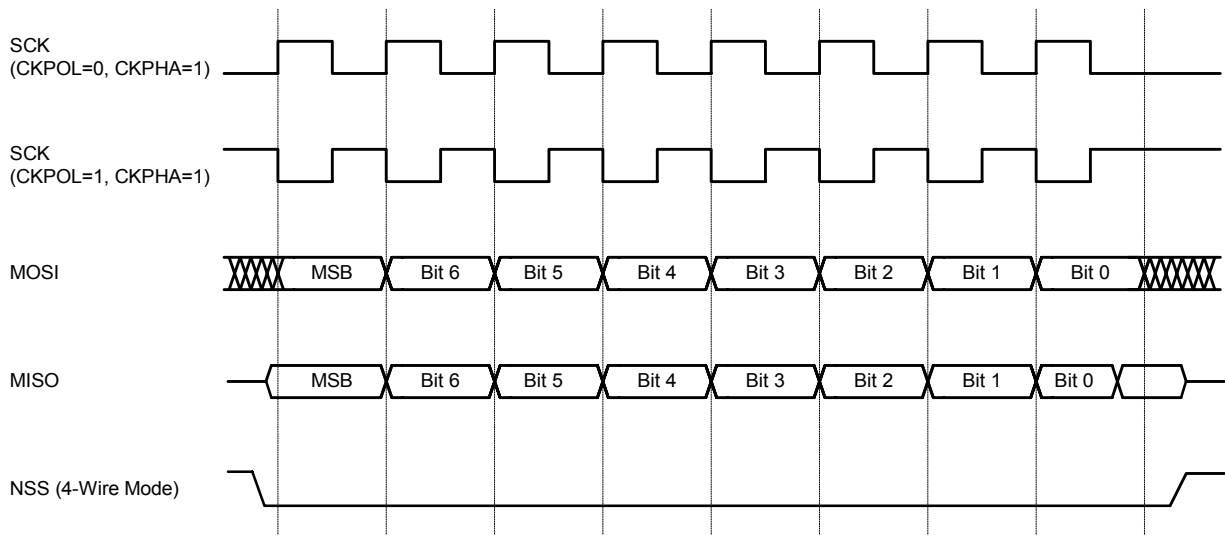 SCK
(CKPOL=0, CKPHA=1)
SCK
(CKPOL=1, CKPHA=1)
MOSI
MSB
Bit 6
Bit 5
Bit 4
Bit 3
Bit 2
Bit 1
Bit 0
MISO
MSB
Bit 6
Bit 5
Bit 4
Bit 3
Bit 2
Bit 1
Bit 0
NSS (4-Wire Mode)